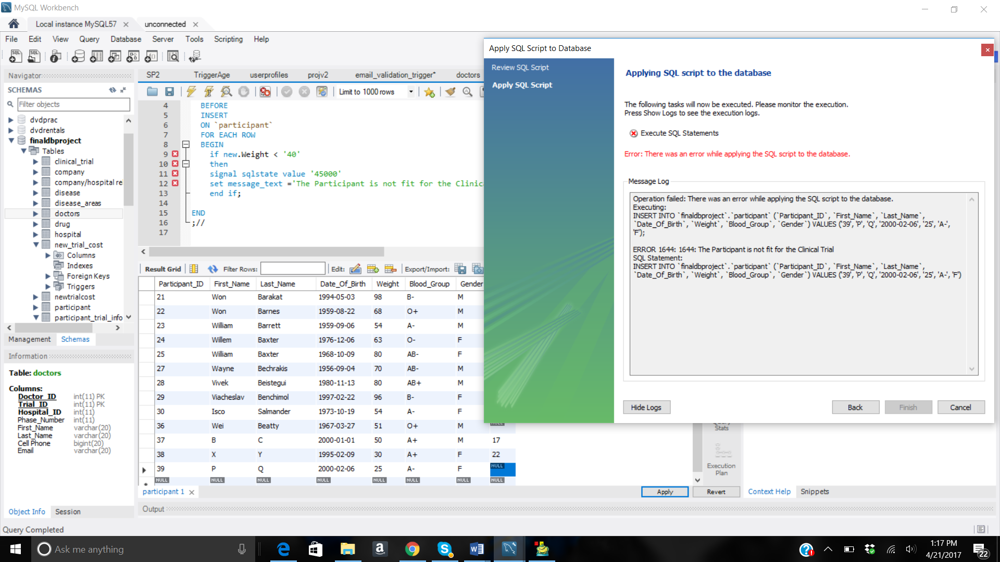 MySQL Workbench
Local instance MySQL57
unconnected
File Edit View Query Database Server Tools Scripting Help
Navigator
SCHEMAS
Filter objects
dvdprac
dvdrentals
finaldbproject
Tables
clinical_trial
company
company/hospital re
disease
disease_areas
doctors
drug
hospital
new_trial_cost
Columns
Indexes
Foreign Keys
Triggers
newtrialcost
participant
participant_trial_info
Management Schemas
Information
Table: doctors
Columns:
Doctor_ID int(11) PK
Trial_ID int(11) PK
Hospital_ID int(11)
Phase_Number int(11)
First_Name varchar(20)
Last_Name varchar(20)
Cell Phone bigint(20)
Email varchar(20)
Object Info Session
Query Completed
SP2 TriggerAge userprofiles projv2 email_validation_trigger* doctors
Limit to 1000 rows
4 BEFORE
5 INSERT
6 ON `participant`
7 FOR EACH ROW
8 BEGIN
9 if new.Weight < '40'
10 then
11 signal sqlstate value '45000'
12 set message_text ='The Participant is not fit for the Clinic
13 end if;
14
15 END
16 ;//
17
Result Grid Filter Rows: Edit: Export/Import:
Participant_ID First_Name Last_Name Date_Of_Birth Weight Blood_Group Gender
21 Won Barakat 1994-05-03 98 B- M
22 Won Barnes 1959-08-22 68 O+ M
23 William Barrett 1959-09-06 54 A- M
24 Willem Baxter 1976-12-06 63 O- F
25 William Baxter 1968-10-09 80 AB- F
27 Wayne Bechrakis 1956-09-04 70 AB- M
28 Vivek Beistegui 1980-11-13 80 AB+ M
29 Viacheslav Benchimol 1997-02-22 96 B- F
30 Isco Salmander 1973-10-19 54 A- F
36 Wei Beatty 1967-03-27 51 O+ M NULL
37 B C 2000-01-01 50 A+ M 17
38 X Y 1995-02-09 30 A+ F 22
39 P Q 2000-02-06 25 A- F NULL
NULL NULL NULL NULL NULL NULL NULL NULL
participant 1
Apply Revert
Output
Stats
Execution
Plan
Context Help Snippets
Apply SQL Script to Database
Review SQL Script
Apply SQL Script
Applying SQL script to the database
The following tasks will now be executed. Please monitor the execution.
Press Show Logs to see the execution logs.
Execute SQL Statements
Error: There was an error while applying the SQL script to the database.
Message Log
Operation failed: There was an error while applying the SQL script to the database.
Executing:
INSERT INTO `finaldbproject`.`participant` (`Participant_ID`, `First_Name`, `Last_Name`,
`Date_Of_Birth`, `Weight`, `Blood_Group`, `Gender`) VALUES ('39', 'P', 'Q', '2000-02-06', '25', 'A-',
'F');
ERROR 1644: 1644: The Participant is not fit for the Clinical Trial
SQL Statement:
INSERT INTO `finaldbproject`.`participant` (`Participant_ID`, `First_Name`, `Last_Name`,
`Date_Of_Birth`, `Weight`, `Blood_Group`, `Gender`) VALUES ('39', 'P', 'Q', '2000-02-06', '25', 'A-', 'F')
Hide Logs Back Finish Cancel
Ask me anything
1:17 PM
4/21/2017
22